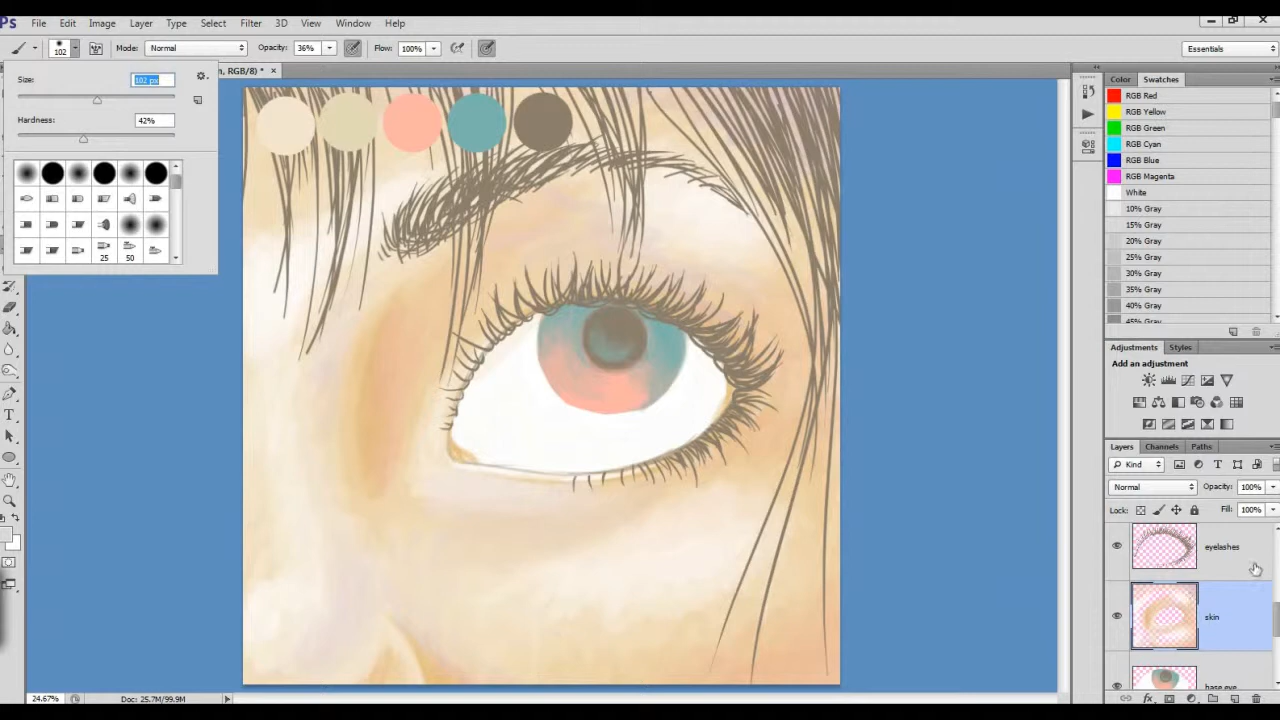 Ps File Edit Image Layer Type Select Filter 3D View Window Help
102 Mode: Normal Opacity: 36% Flow: 100% Essentials
Size: 102 px
m, RGB/8) * ×
Hardness: 42%
25 50
Color Swatches
RGB Red
RGB Yellow
RGB Green
RGB Cyan
RGB Blue
RGB Magenta
White
10% Gray
15% Gray
20% Gray
25% Gray
30% Gray
35% Gray
40% Gray
45% Gray
Adjustments Styles
Add an adjustment
Layers Channels Paths
Kind
Normal Opacity: 100%
Lock: Fill: 100%
eyelashes
skin
base eye
24.67% Doc: 25.7M/99.9M